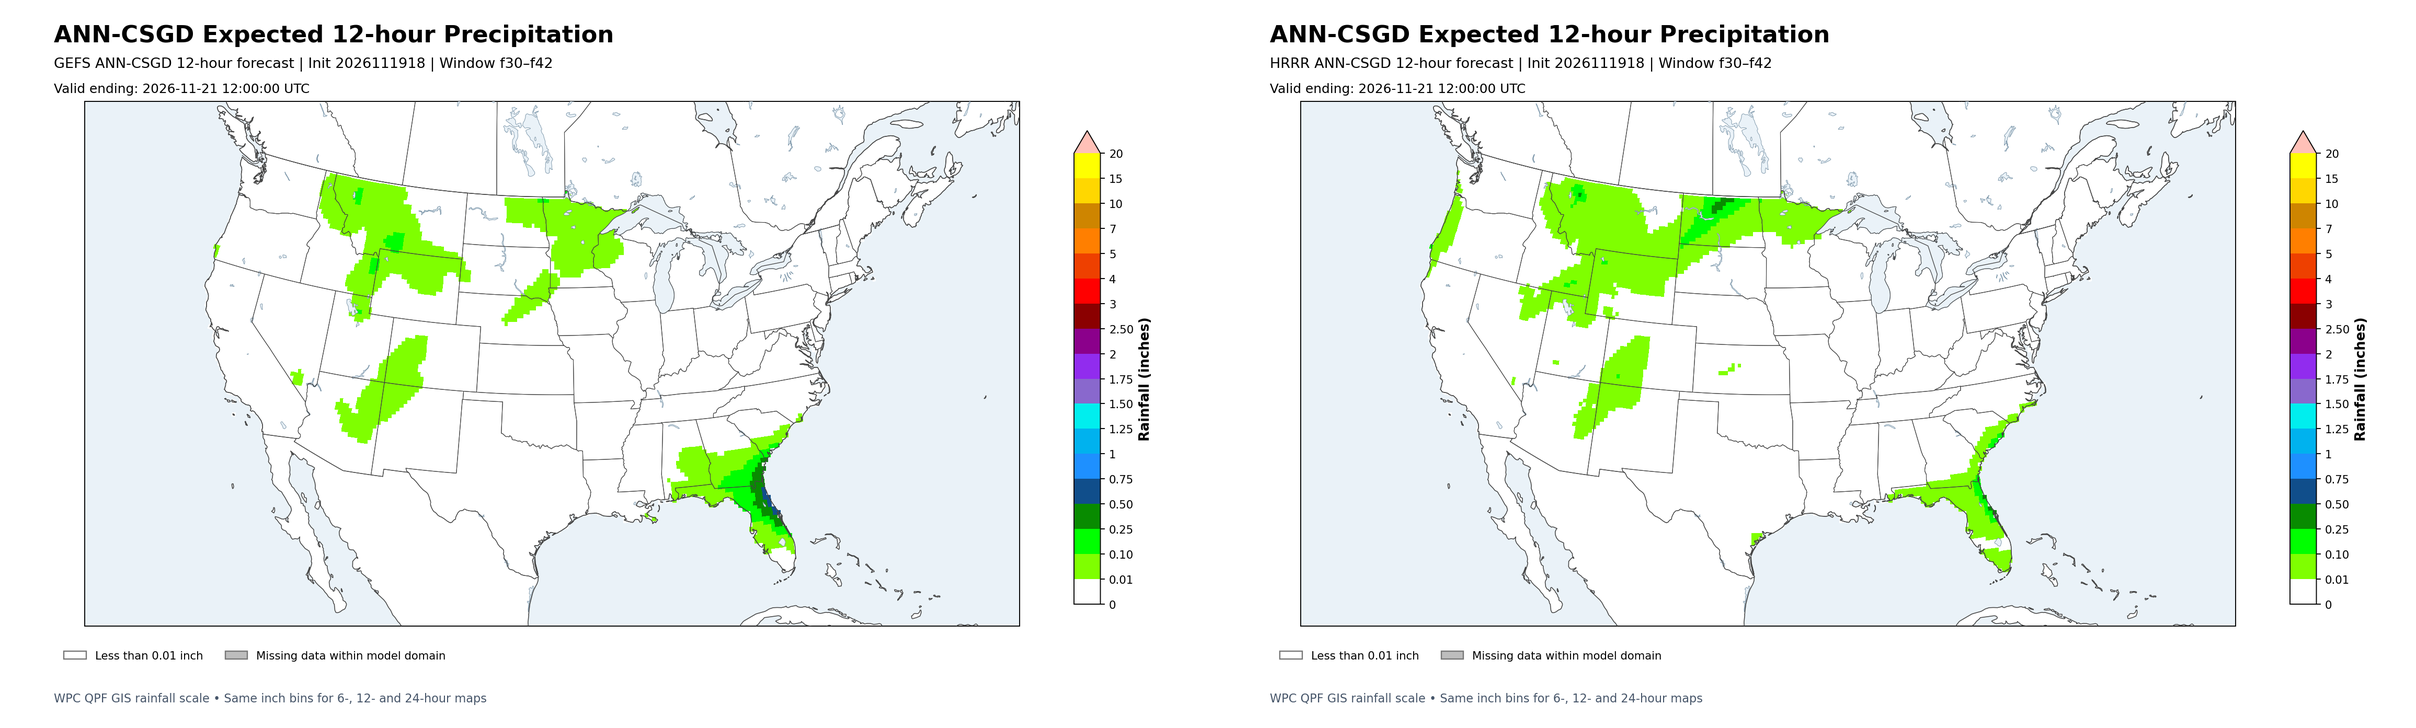 ANN-CSGD Expected 12-hour Precipitation
GEFS ANN-CSGD 12-hour forecast | Init 2026111918 | Window f30–f42
Valid ending: 2026-11-21 12:00:00 UTC
20
15
10
7
5
4
3
2.50
2
1.75
1.50
1.25
1
0.75
0.50
0.25
0.10
0.01
0
Rainfall (inches)
Less than 0.01 inch
Missing data within model domain
WPC QPF GIS rainfall scale • Same inch bins for 6-, 12- and 24-hour maps
ANN-CSGD Expected 12-hour Precipitation
HRRR ANN-CSGD 12-hour forecast | Init 2026111918 | Window f30–f42
Valid ending: 2026-11-21 12:00:00 UTC
20
15
10
7
5
4
3
2.50
2
1.75
1.50
1.25
1
0.75
0.50
0.25
0.10
0.01
0
Rainfall (inches)
Less than 0.01 inch
Missing data within model domain
WPC QPF GIS rainfall scale • Same inch bins for 6-, 12- and 24-hour maps